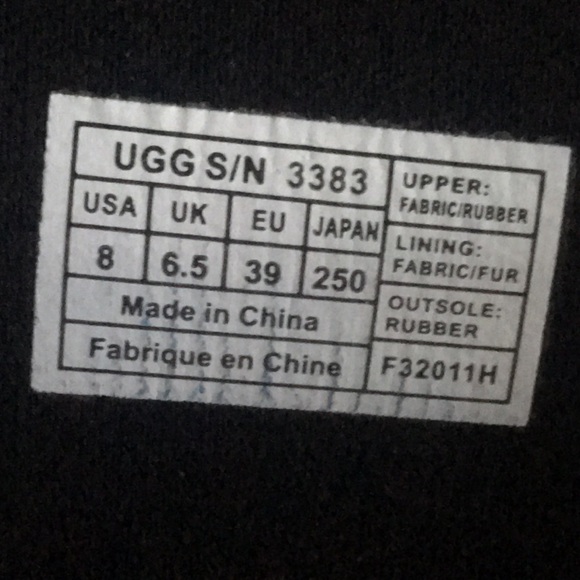 UGG S/N 3383
USA UK EU JAPAN
8 6.5 39 250
Made in China
Fabrique en Chine
UPPER:
FABRIC/RUBBER
LINING:
FABRIC/FUR
OUTSOLE:
RUBBER
F32011H